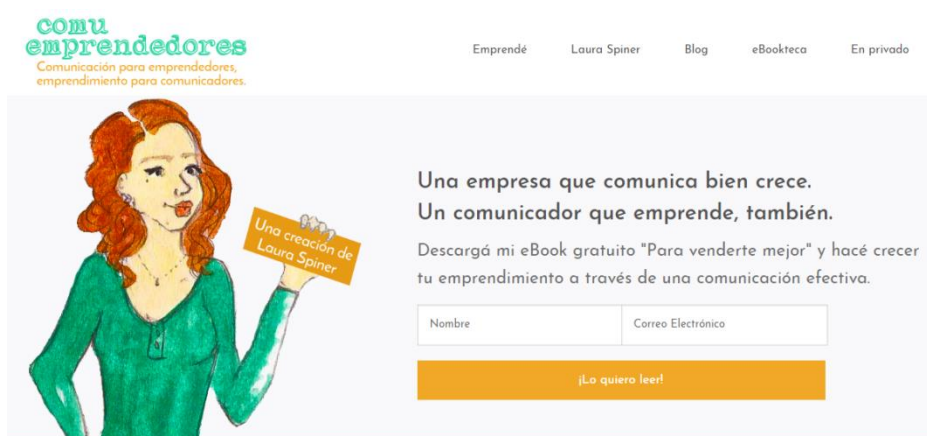 comu
emprendedores
Comunicación para emprendedores,
emprendimiento para comunicadores.
Emprendé Laura Spiner Blog eBookteca En privado
Una creación de
Laura Spiner
Una empresa que comunica bien crece.
Un comunicador que emprende, también.
Descargá mi eBook gratuito "Para venderte mejor" y hacé crecer
tu emprendimiento a través de una comunicación efectiva.
Nombre Correo Electrónico
¡Lo quiero leer!